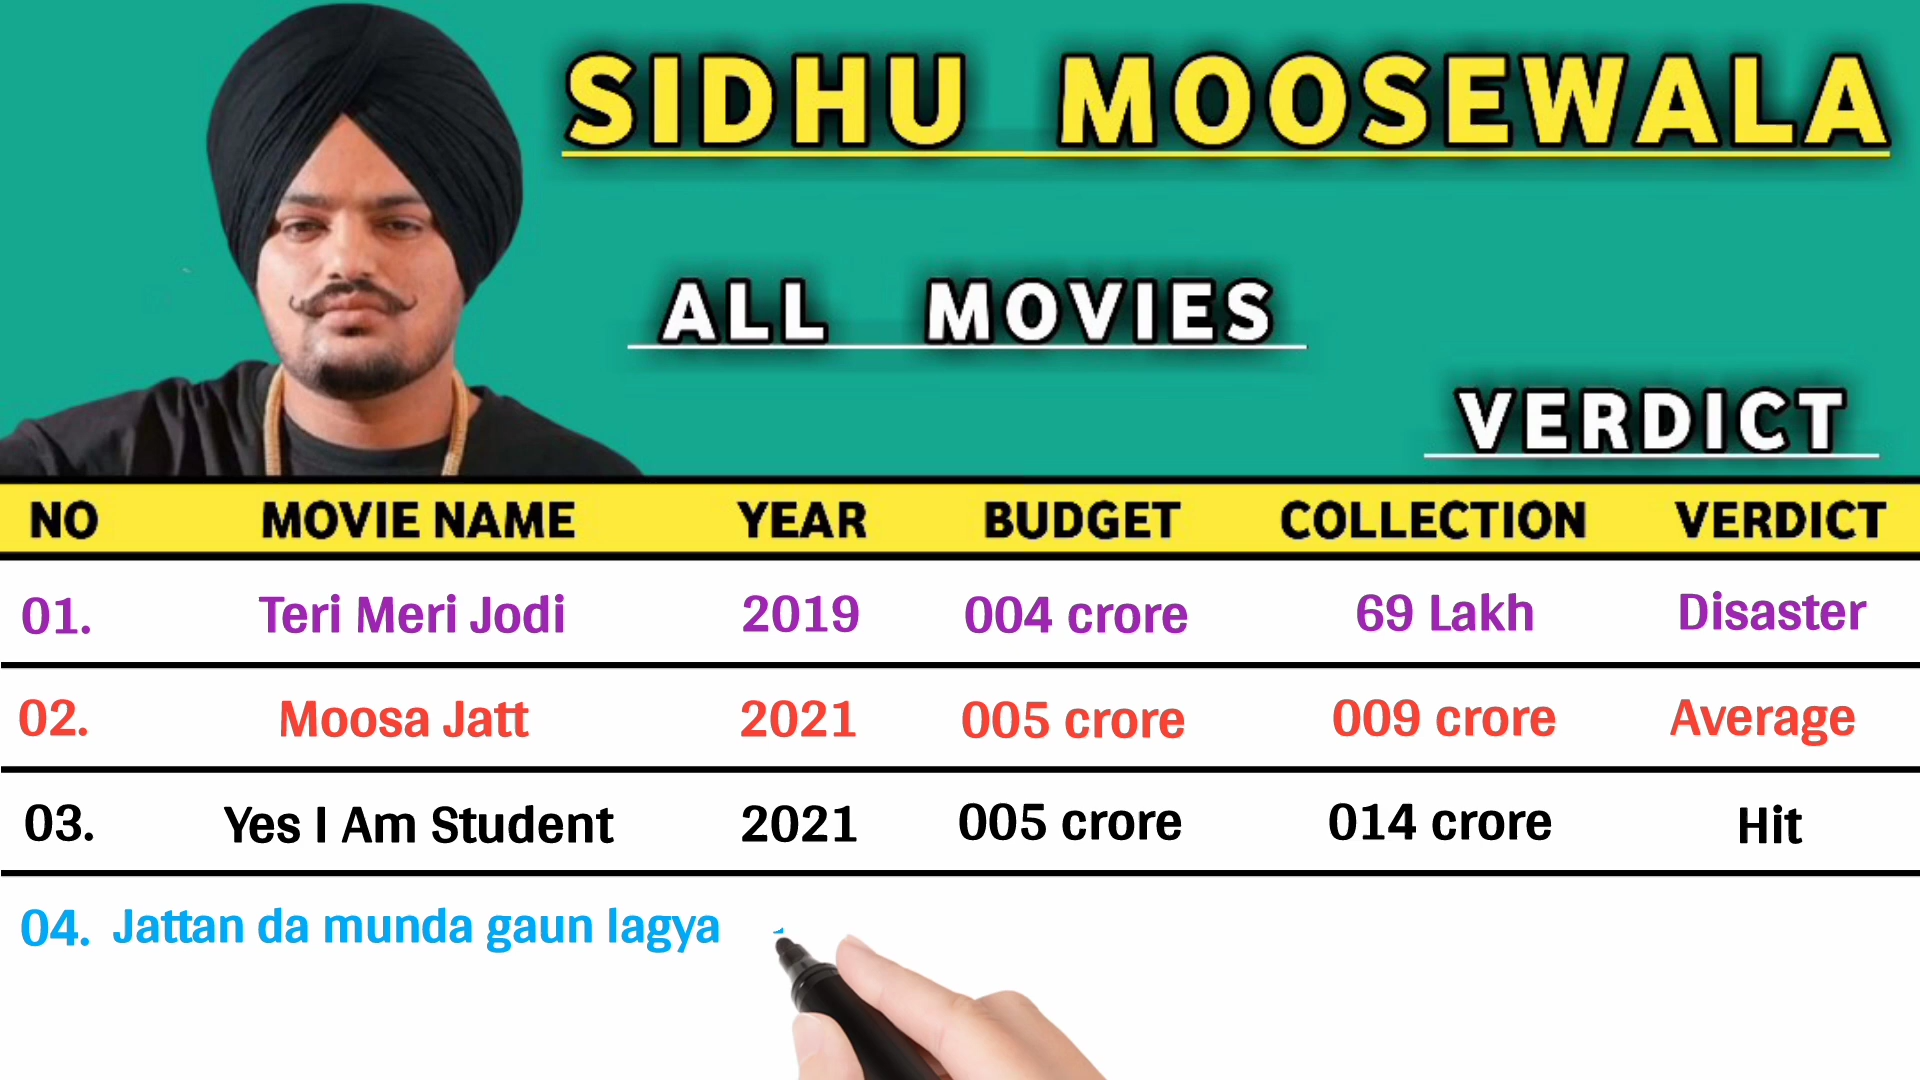 SIDHU MOOSEWALA
ALL MOVIES
VERDICT
NO MOVIE NAME YEAR BUDGET COLLECTION VERDICT
01. Teri Meri Jodi 2019 004 crore 69 Lakh Disaster
02. Moosa Jatt 2021 005 crore 009 crore Average
03. Yes I Am Student 2021 005 crore 014 crore Hit
04. Jattan da munda gaun lagya